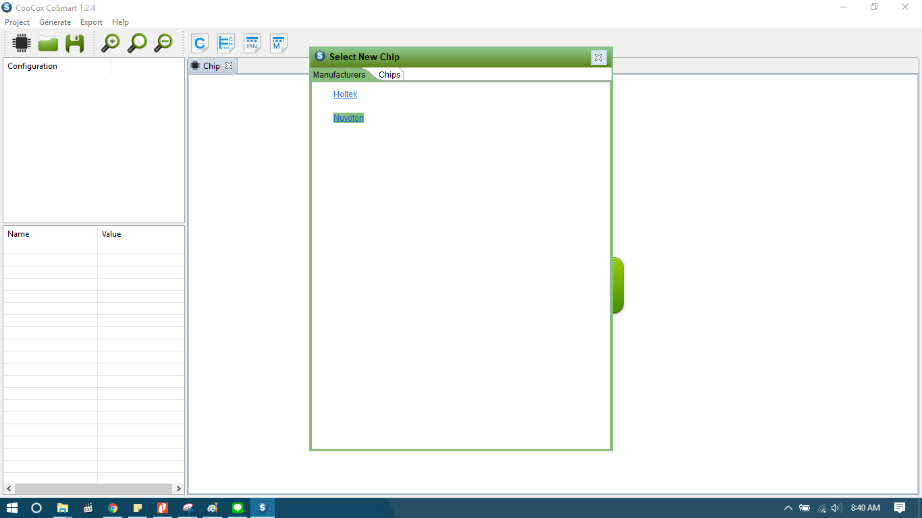 CooCox CoSmart 1.2.4
Project Generate Export Help
C PIN M
Configuration
Chip
Select New Chip
Manufacturers Chips
Holtek
Nuvoton
Name Value
8:40 AM